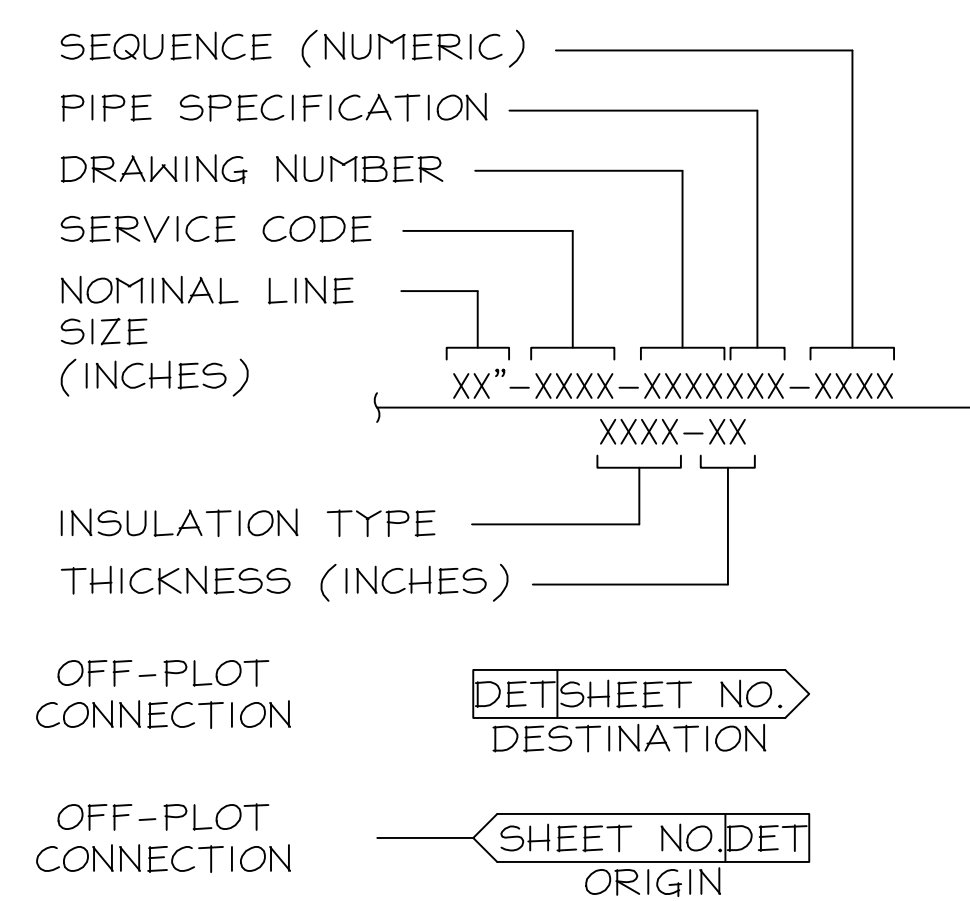 SEQUENCE (NUMERIC)
PIPE SPECIFICATION
DRAWING NUMBER
SERVICE CODE
NOMINAL LINE
SIZE
(INCHES)
XX”-XXXX-XXXXXXX-XXXX
XXXX-XX
INSULATION TYPE
THICKNESS (INCHES)
OFF-PLOT
CONNECTION
DET SHEET NO.
DESTINATION
OFF-PLOT
CONNECTION
SHEET NO. DET
ORIGIN